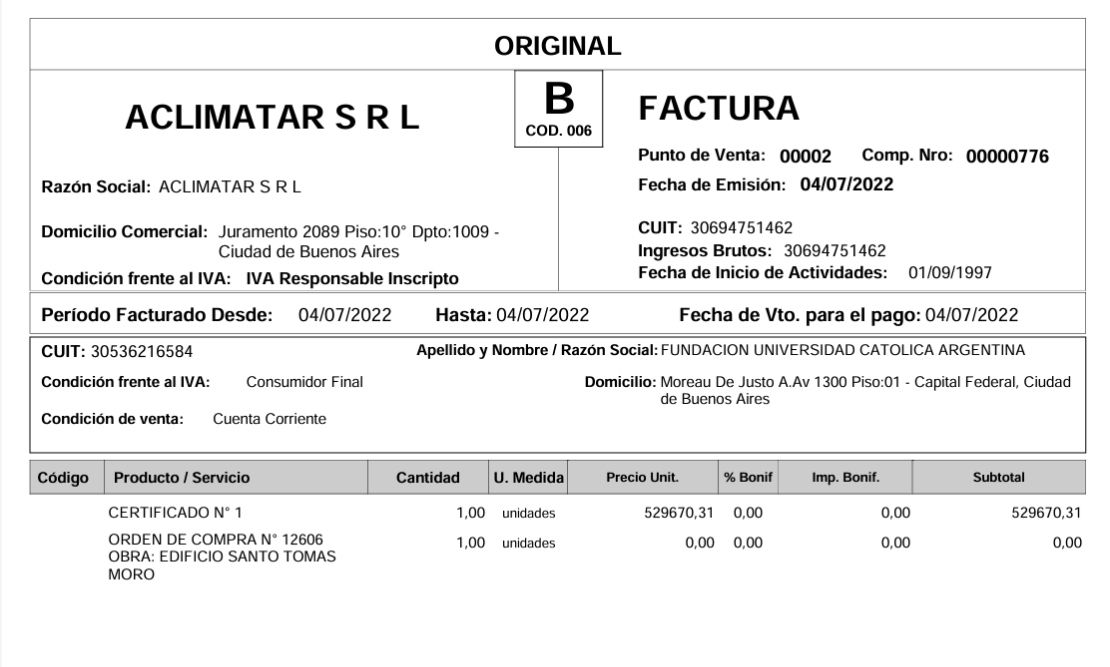 ORIGINAL
ACLIMATAR S R L
B
COD. 006
FACTURA
Punto de Venta: 00002 Comp. Nro: 00000776
Fecha de Emisión: 04/07/2022
Razón Social: ACLIMATAR S R L
Domicilio Comercial: Juramento 2089 Piso:10° Dpto:1009 -
Ciudad de Buenos Aires
Condición frente al IVA: IVA Responsable Inscripto
CUIT: 30694751462
Ingresos Brutos: 30694751462
Fecha de Inicio de Actividades: 01/09/1997
Período Facturado Desde: 04/07/2022 Hasta: 04/07/2022 Fecha de Vto. para el pago: 04/07/2022
CUIT: 30536216584 Apellido y Nombre / Razón Social: FUNDACION UNIVERSIDAD CATOLICA ARGENTINA
Condición frente al IVA: Consumidor Final Domicilio: Moreau De Justo A.Av 1300 Piso:01 - Capital Federal, Ciudad
de Buenos Aires
Condición de venta: Cuenta Corriente
Código Producto / Servicio Cantidad U. Medida Precio Unit. % Bonif Imp. Bonif. Subtotal
CERTIFICADO N° 1 1,00 unidades 529670,31 0,00 0,00 529670,31
ORDEN DE COMPRA N° 12606 1,00 unidades 0,00 0,00 0,00 0,00
OBRA: EDIFICIO SANTO TOMAS
MORO